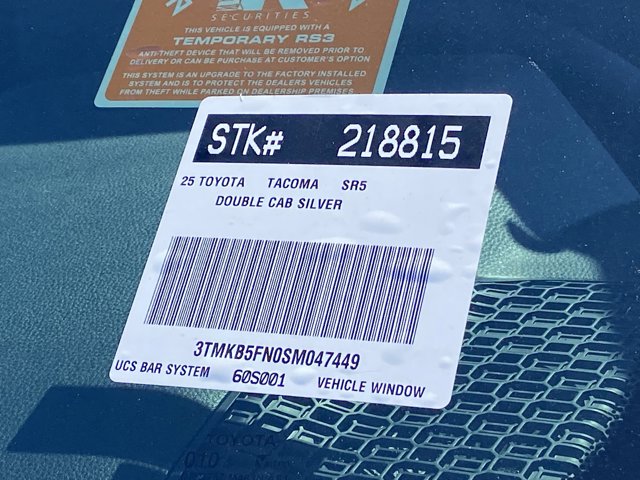 SECURITIES
THIS VEHICLE IS EQUIPPED WITH A
TEMPORARY RS3
ANTI-THEFT DEVICE THAT WILL BE REMOVED PRIOR TO
DELIVERY OR CAN BE PURCHASE AT CUSTOMER'S OPTION
THIS SYSTEM IS AN UPGRADE TO THE FACTORY INSTALLED
SYSTEM AND IS TO PROTECT THE DEALERS VEHICLES
FROM THEFT WHILE PARKED ON DEALERSHIP PREMISES
STK# 218815
25 TOYOTA TACOMA SR5
DOUBLE CAB SILVER
3TMKB5FN0SM047449
UCS BAR SYSTEM 60S001 VEHICLE WINDOW
TOYOTA
010